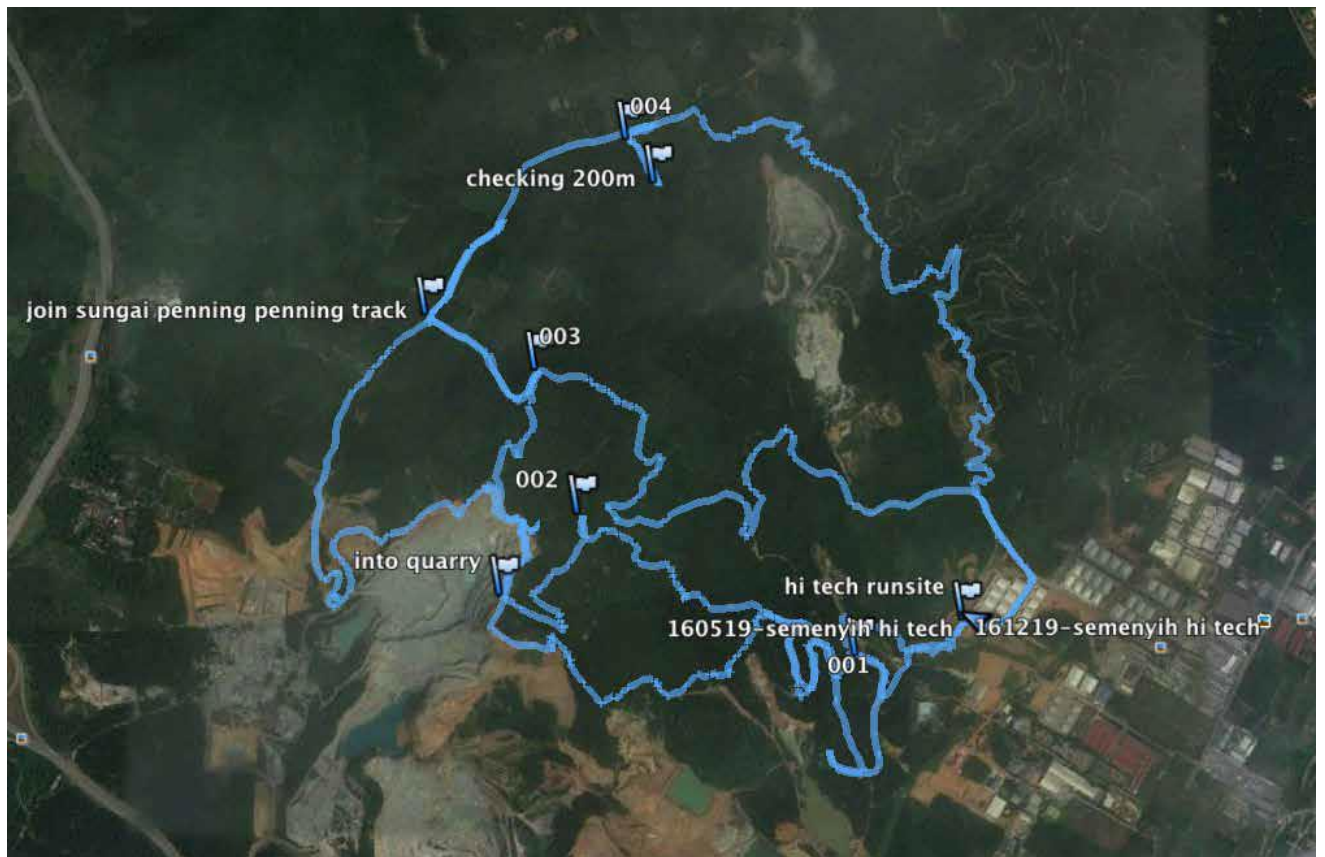 004
checking 200m
join sungai penning penning track
003
002
into quarry
hi tech runsite
160519-semenyih hi tech
161219-semenyih hi tech
001